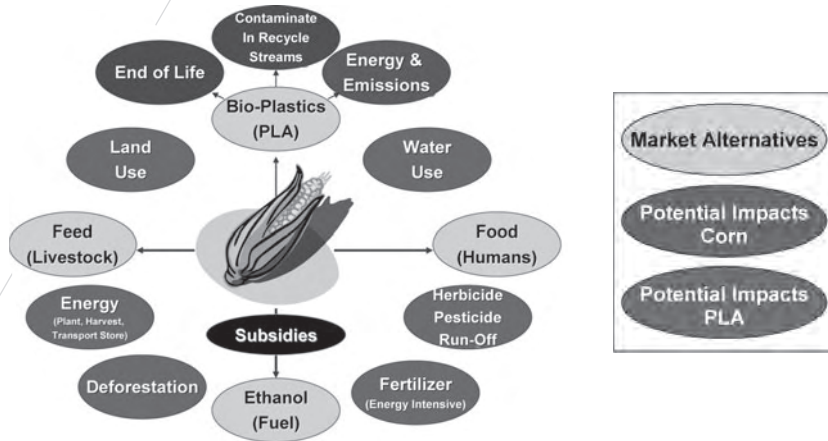 Contaminate
In Recycle
Streams
End of Life
Energy &
Emissions
Bio-Plastics
(PLA)
Land
Use
Water
Use
Feed
(Livestock)
Food
(Humans)
Energy
(Plant, Harvest,
Transport Store)
Herbicide
Pesticide
Run-Off
Subsidies
Deforestation
Fertilizer
(Energy Intensive)
Ethanol
(Fuel)
Market Alternatives
Potential Impacts
Corn
Potential Impacts
PLA